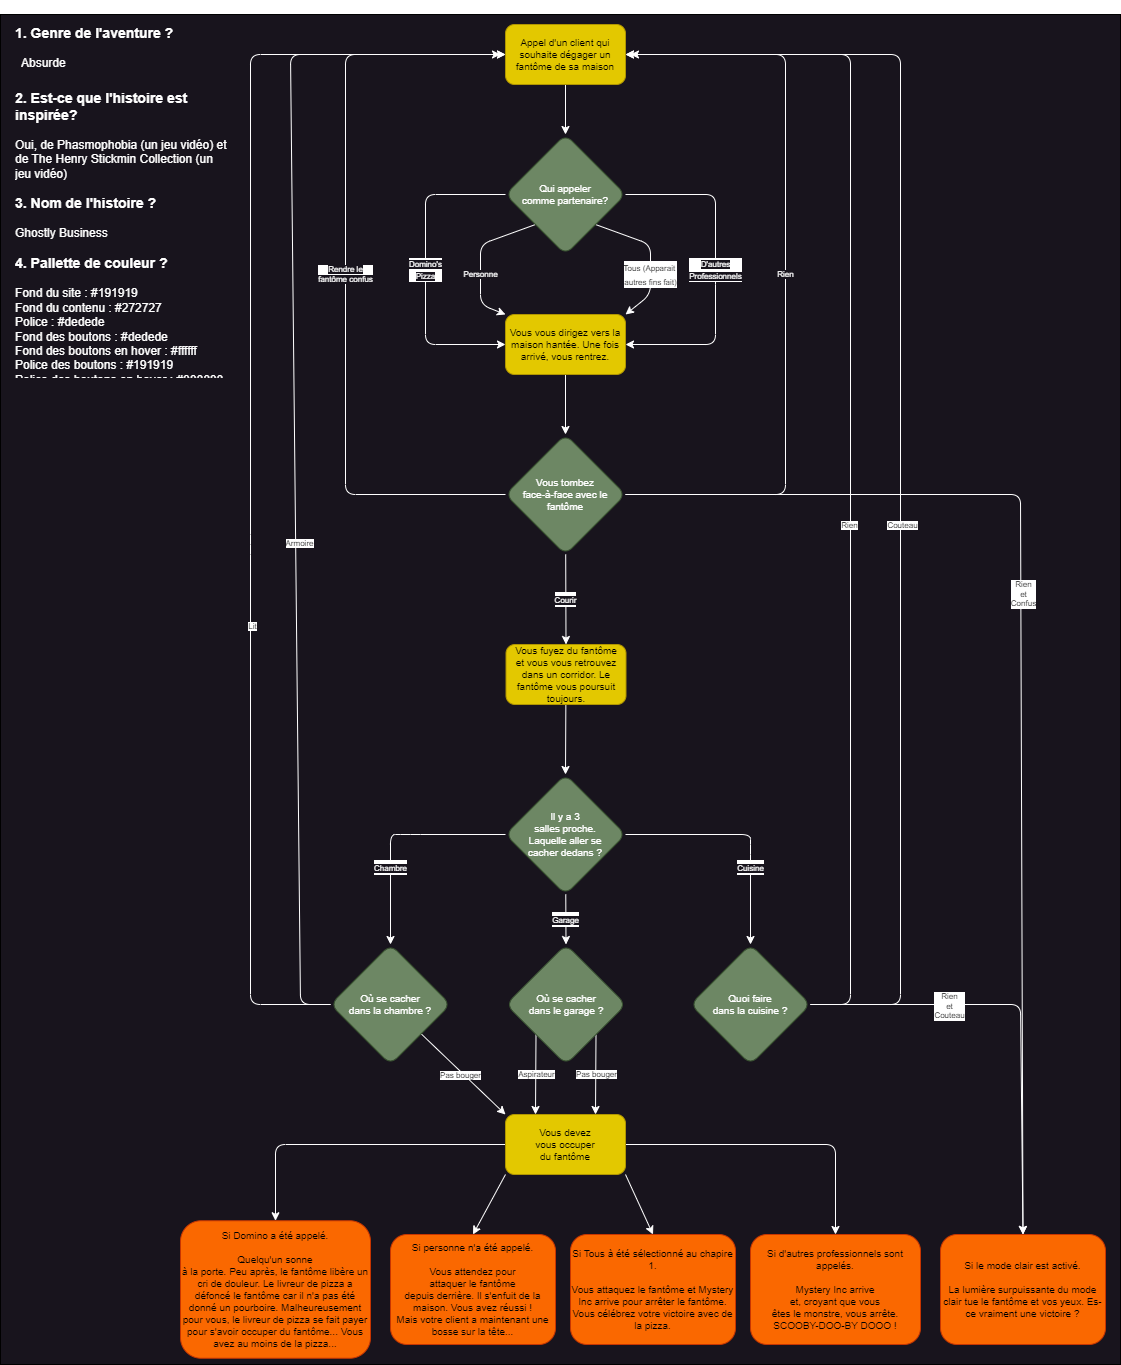 1. Genre de l'aventure ?
Absurde
2. Est-ce que l'histoire est
inspirée?
Oui, de Phasmophobia (un jeu vidéo) et
de The Henry Stickmin Collection (un
jeu vidéo)
3. Nom de l'histoire ?
Ghostly Business
4. Pallette de couleur ?
Fond du site : #191919
Fond du contenu : #272727
Police : #dedede
Fond des boutons : #dedede
Fond des boutons en hover : #ffffff
Police des boutons : #191919
Appel d'un client qui
souhaite dégager un
fantôme de sa maison
Qui appeler
comme partenaire?
Domino's
Pizza
Personne
Tous (Apparait
autres fins fait)
D'autres
Professionnels
Rendre le
fantôme confus
Rien
Vous vous dirigez vers la
maison hantée. Une fois
arrivé, vous rentrez.
Vous tombez
face-à-face avec le
fantôme
Armoire
Rien
Couteau
Rien
et
Confus
Courir
Lit
Vous fuyez du fantôme
et vous vous retrouvez
dans un corridor. Le
fantôme vous poursuit
toujours.
Il y a 3
salles proche.
Laquelle aller se
cacher dedans ?
Chambre
Garage
Cuisine
Où se cacher
dans la chambre ?
Où se cacher
dans le garage ?
Quoi faire
dans la cuisine ?
Rien
et
Couteau
Pas bouger
Aspirateur
Pas bouger
Vous devez
vous occuper
du fantôme
Si Domino a été appelé.
Quelqu'un sonne
à la porte. Peu après, le fantôme libère un
cri de douleur. Le livreur de pizza a
défoncé le fantôme car il n'a pas été
donné un pourboire. Malheureusement
pour vous, le livreur de pizza se fait payer
pour s'avoir occuper du fantôme... Vous
avez au moins de la pizza...
Si personne n'a été appelé.
Vous attendez pour
attaquer le fantôme
depuis derrière. Il s'enfuit de la
maison. Vous avez réussi !
Mais votre client a maintenant une
bosse sur la tête...
Si Tous à été sélectionné au chapire
1.
Vous attaquez le fantôme et Mystery
Inc arrive pour arrêter le fantôme.
Vous célébrez votre victoire avec de
la pizza.
Si d'autres professionnels sont
appelés.
Mystery Inc arrive
et, croyant que vous
êtes le monstre, vous arrête.
SCOOBY-DOO-BY DOOO !
Si le mode clair est activé.
La lumière surpuissante du mode
clair tue le fantôme et vos yeux. Es-
ce vraiment une victoire ?